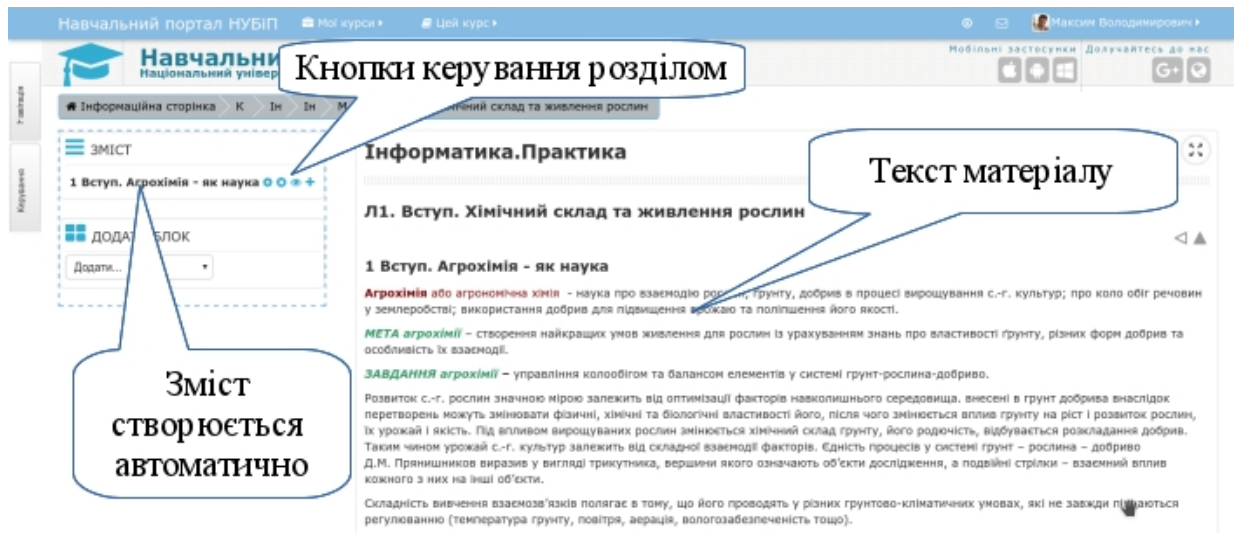 Навчальний портал НУБіП Мої курси Цей курс Максим Володимирович
Навчальни
Національний універ
Мобільні застосунки Долучайтесь до нас
Кнопки керування розділом
Навігація
Керування
Інформаційна сторінка К Ін Ін М ічний склад та живлення рослин
ЗМІСТ
1 Вступ. Агрохімія - як наука
ДОДАТ БЛОК
Додати...
Зміст
створюється
автоматично
Інформатика.Практика
Текст матеріалу
Л1. Вступ. Хімічний склад та живлення рослин
1 Вступ. Агрохімія - як наука
Агрохімія або агрономічна хімія - наука про взаємодію рослин, ґрунту, добрив в процесі вирощування с.-г. культур; про коло обіг речовин
у землеробстві; використання добрив для підвищення врожаю та поліпшення його якості.
МЕТА агрохімії – створення найкращих умов живлення для рослин із урахуванням знань про властивості ґрунту, різних форм добрив та
особливість їх взаємодії.
ЗАВДАННЯ агрохімії – управління колообігом та балансом елементів у системі грунт-рослина-добриво.
Розвиток с.-г. рослин значною мірою залежить від оптимізації факторів навколишнього середовища. внесені в грунт добрива внаслідок
перетворень можуть змінювати фізичні, хімічні та біологічні властивості його, після чого змінюється вплив грунту на ріст і розвиток рослин,
їх урожай і якість. Під впливом вирощуваних рослин змінюється хімічний склад грунту, його родючість, відбувається розкладання добрив.
Таким чином урожай с.-г. культур залежить від складної взаємодії факторів. Єдність процесів у системі грунт – рослина – добриво
Д.М. Прянишников виразив у вигляді трикутника, вершини якого означають об'єкти дослідження, а подвійні стрілки – взаємний вплив
кожного з них на інші об'єкти.
Складність вивчення взаємозв'язків полягає в тому, що його проводять у різних грунтово-кліматичних умовах, які не завжди піддаються
регулюванню (температура грунту, повітря, аерація, вологозабезпеченість тощо).